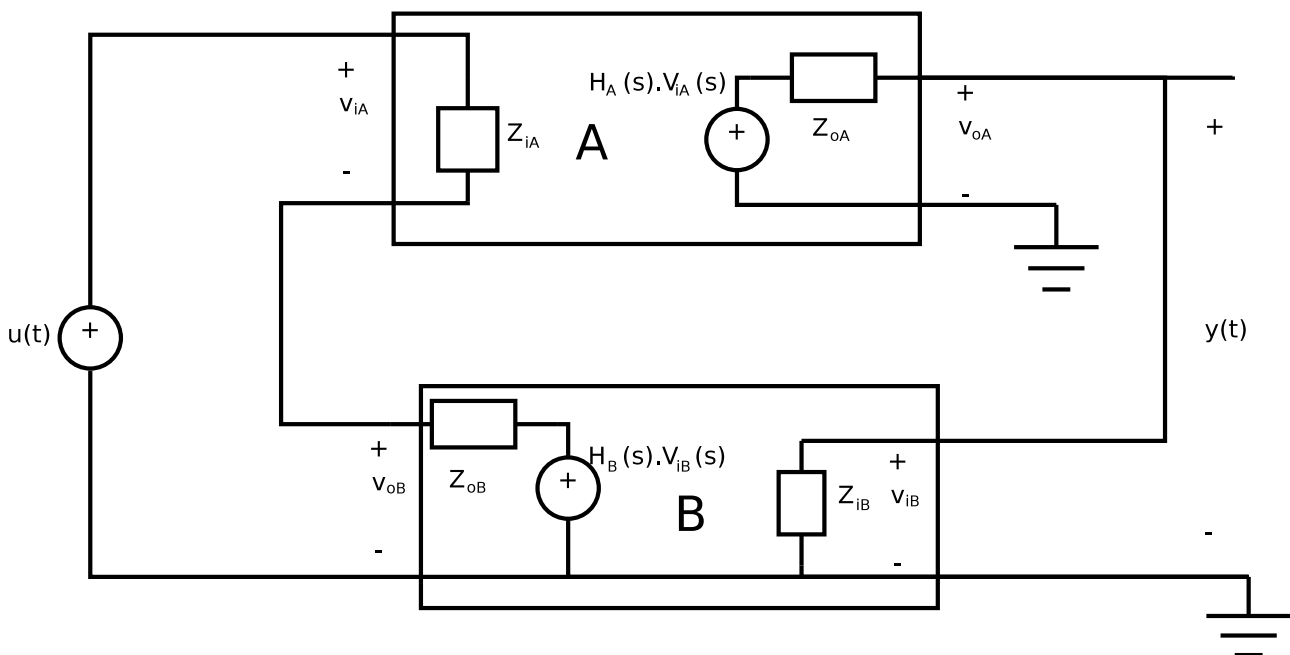 +
v_iA
-
Z_iA
A
H_A (s).V_iA (s)
+
Z_oA
+
v_oA
-
+
u(t)
+
y(t)
-
+
v_oB
-
Z_oB
+
H_B (s).V_iB (s)
B
Z_iB
+
v_iB
-